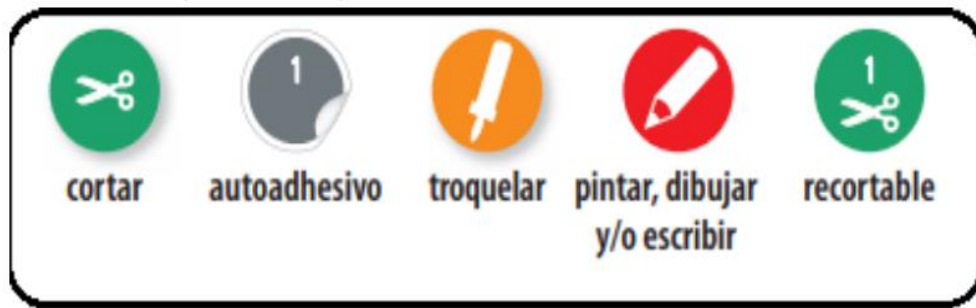 1
1
cortar
autoadhesivo
troquelar
pintar, dibujar
y/o escribir
recortable